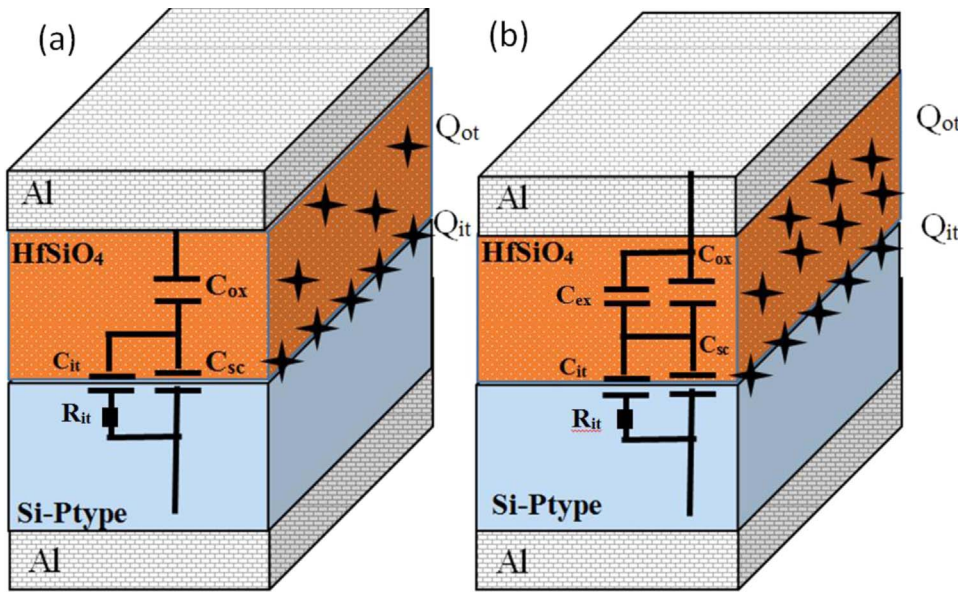 (a)
Al
HfSiO₄
Cox
Cit
Csc
Rit
Si-Ptype
Al
Qot
Qit
(b)
Al
HfSiO₄
Cox
Cex
Csc
Cit
Rit
Si-Ptype
Al
Qot
Qit